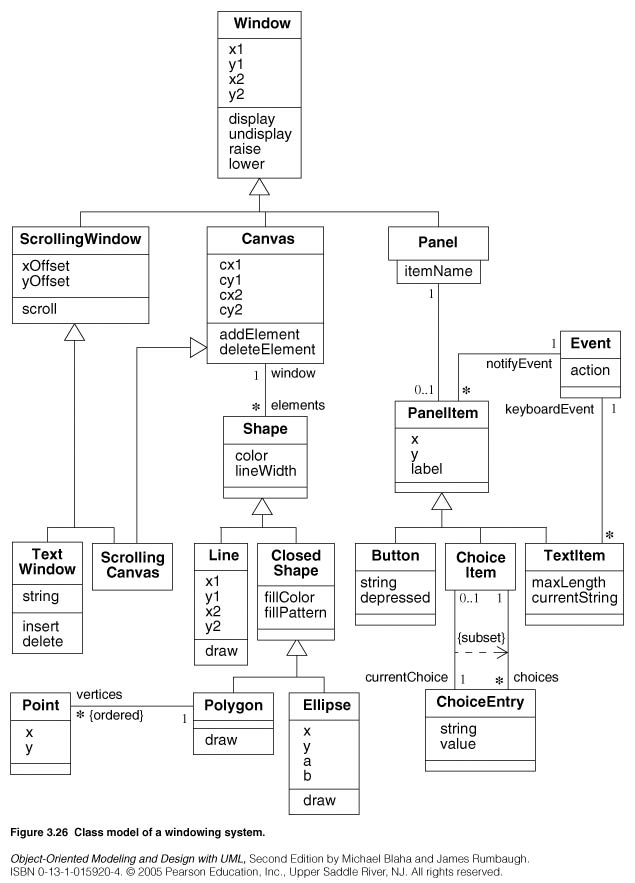 Window
x1
y1
x2
y2
display
undisplay
raise
lower
ScrollingWindow
xOffset
yOffset
scroll
Canvas
cx1
cy1
cx2
cy2
addElement
deleteElement
Panel
itemName
1
0..1
1
window
* elements
Shape
color
lineWidth
PanelItem
x
y
label
1
notifyEvent
*
Event
action
keyboardEvent
1
*
Text
Window
string
insert
delete
Scrolling
Canvas
Line
x1
y1
x2
y2
draw
Closed
Shape
fillColor
fillPattern
Button
string
depressed
Choice
Item
TextItem
maxLength
currentString
0..1
1
{subset}
currentChoice
1
* choices
ChoiceEntry
string
value
Point
x
y
vertices
* {ordered}
1
Polygon
draw
Ellipse
x
y
a
b
draw
Figure 3.26 Class model of a windowing system.
Object-Oriented Modeling and Design with UML, Second Edition by Michael Blaha and James Rumbaugh.
ISBN 0-13-1-015920-4. © 2005 Pearson Education, Inc., Upper Saddle River, NJ. All rights reserved.